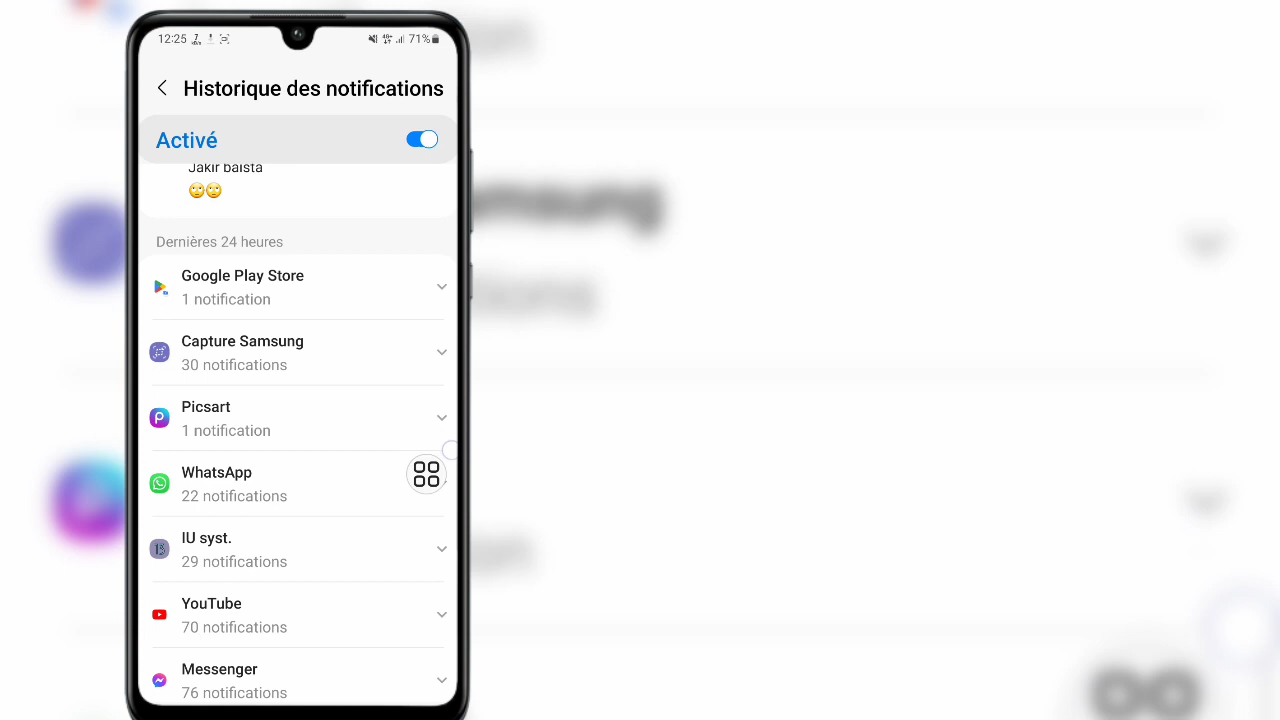 12:25 71%
Historique des notifications
Activé
Jakir baista
🙄🙄
Dernières 24 heures
Google Play Store
1 notification
Capture Samsung
30 notifications
Picsart
1 notification
WhatsApp
22 notifications
IU syst.
29 notifications
YouTube
70 notifications
Messenger
76 notifications